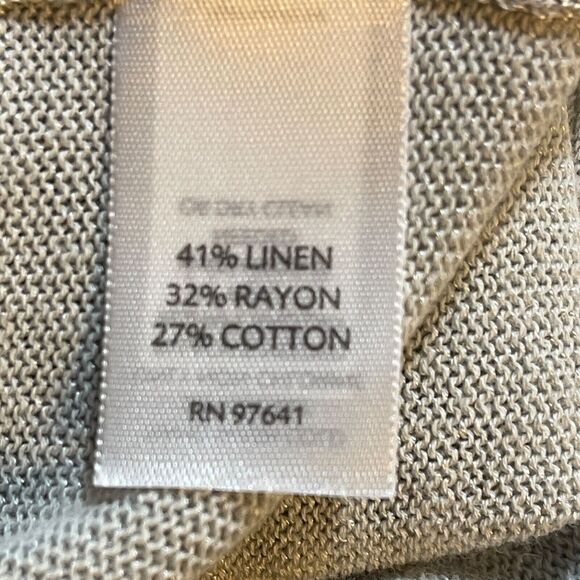 41% LINEN
32% RAYON
27% COTTON
RN 97641